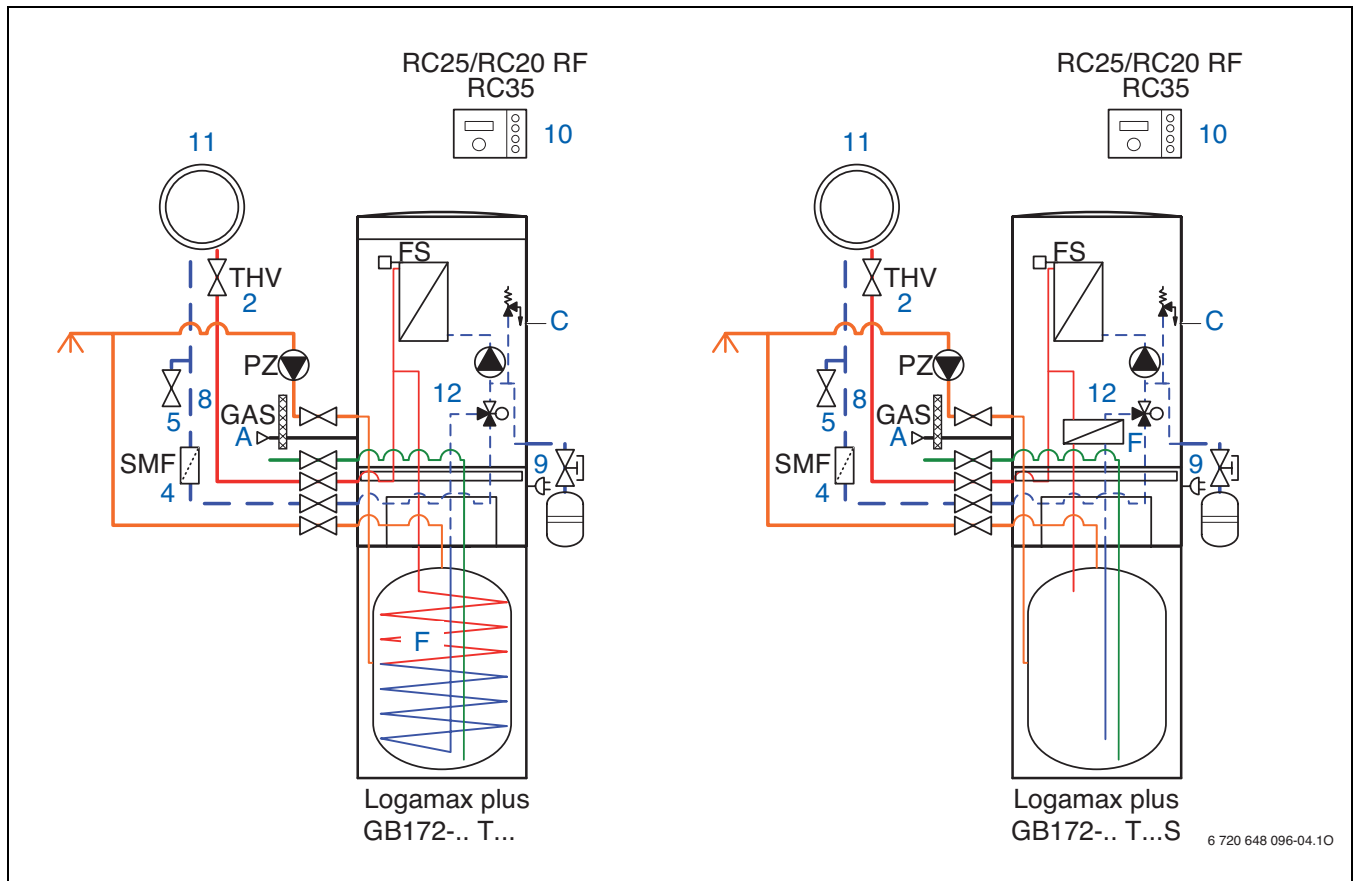 RC25/RC20 RF
RC35
10
11
FS
THV
2
C
PZ
12
5
8
GAS
A
SMF
4
9
F
Logamax plus
GB172-.. T...
RC25/RC20 RF
RC35
10
11
FS
THV
2
C
PZ
12
5
8
GAS
A
F
SMF
4
9
Logamax plus
GB172-.. T...S
6 720 648 096-04.1O